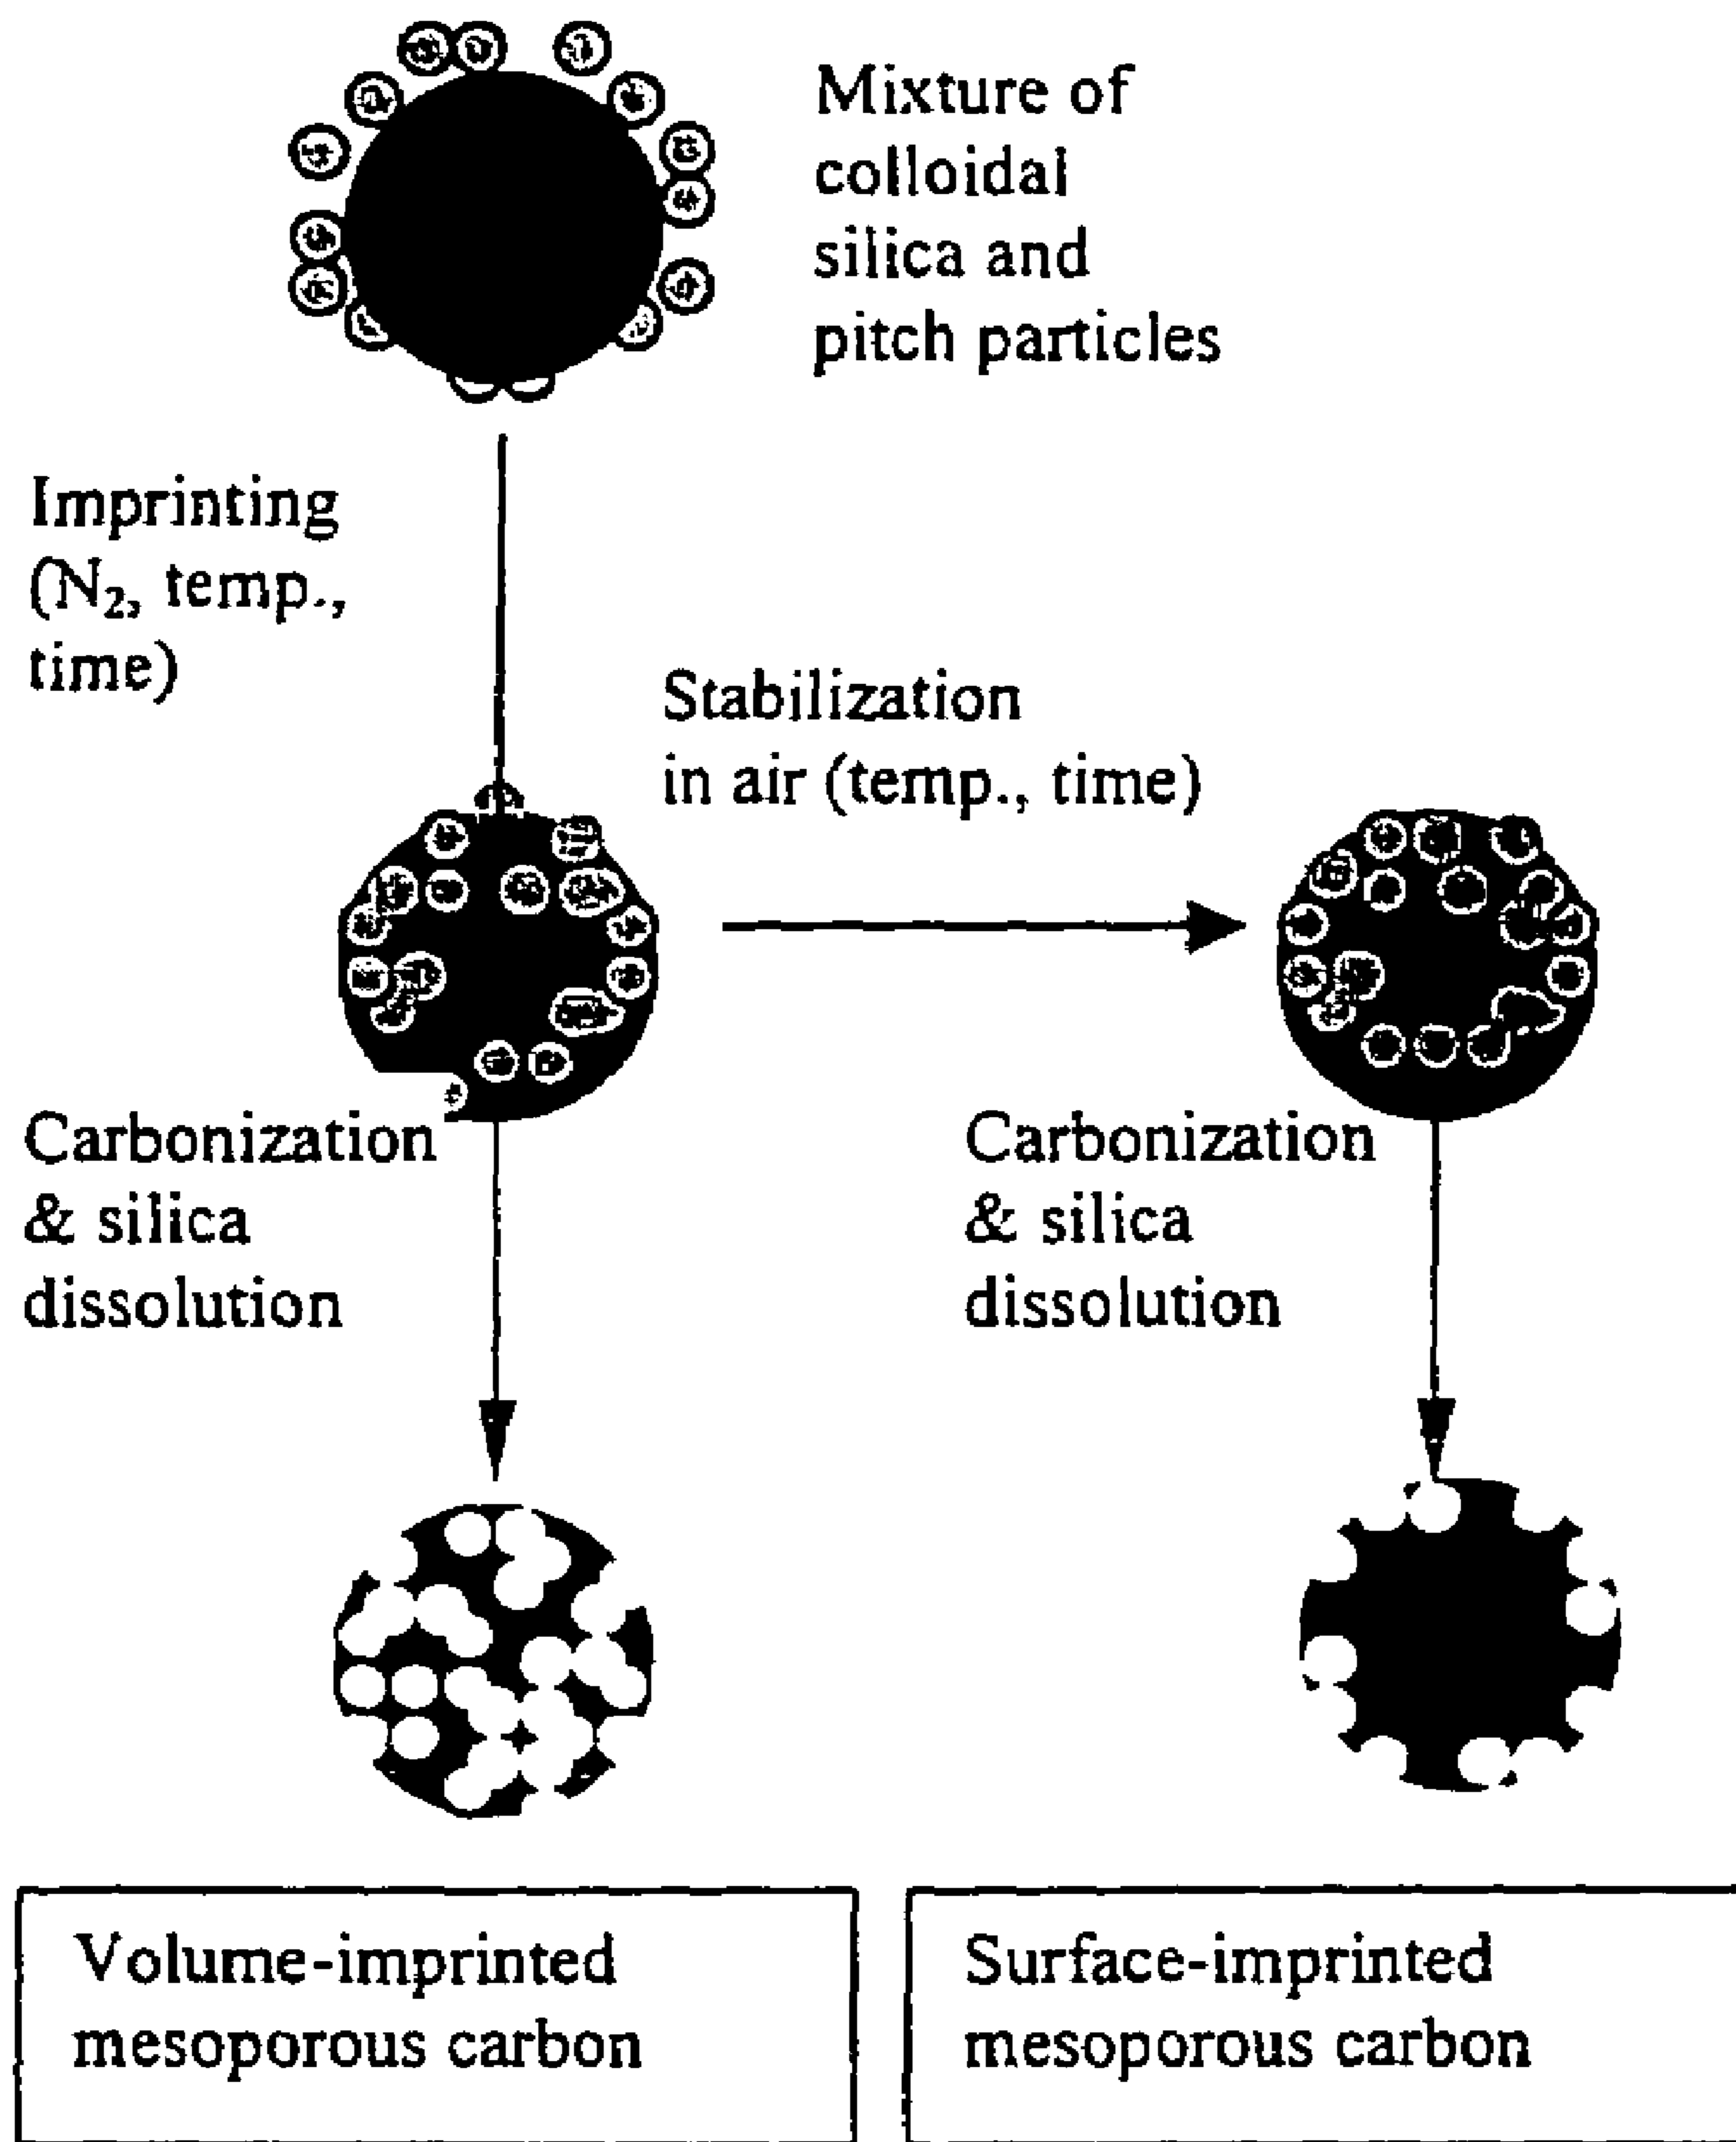 Mixture of
colloidal
silica and
pitch particles
Imprinting
(N₂, temp.,
time)
Stabilization
in air (temp., time)
Carbonization
& silica
dissolution
Carbonization
& silica
dissolution
Volume-imprinted
mesoporous carbon
Surface-imprinted
mesoporous carbon